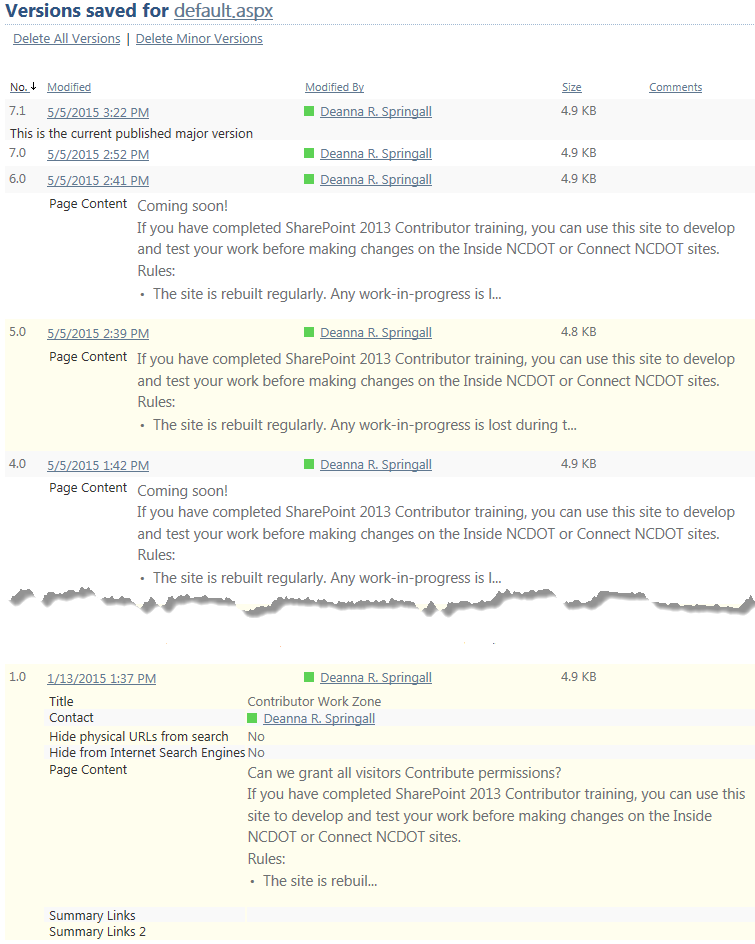 Versions saved for default.aspx
Delete All Versions | Delete Minor Versions
No. Modified Modified By Size Comments
7.1 5/5/2015 3:22 PM Deanna R. Springall 4.9 KB
This is the current published major version
7.0 5/5/2015 2:52 PM Deanna R. Springall 4.9 KB
6.0 5/5/2015 2:41 PM Deanna R. Springall 4.9 KB
Page Content Coming soon!
If you have completed SharePoint 2013 Contributor training, you can use this site to develop
and test your work before making changes on the Inside NCDOT or Connect NCDOT sites.
Rules:
• The site is rebuilt regularly. Any work-in-progress is l...
5.0 5/5/2015 2:39 PM Deanna R. Springall 4.8 KB
Page Content If you have completed SharePoint 2013 Contributor training, you can use this site to develop
and test your work before making changes on the Inside NCDOT or Connect NCDOT sites.
Rules:
• The site is rebuilt regularly. Any work-in-progress is lost during t...
4.0 5/5/2015 1:42 PM Deanna R. Springall 4.9 KB
Page Content Coming soon!
If you have completed SharePoint 2013 Contributor training, you can use this site to develop
and test your work before making changes on the Inside NCDOT or Connect NCDOT sites.
Rules:
• The site is rebuilt regularly. Any work-in-progress is l...
1.0 1/13/2015 1:37 PM Deanna R. Springall 4.9 KB
Title Contributor Work Zone
Contact Deanna R. Springall
Hide physical URLs from search No
Hide from Internet Search Engines No
Page Content Can we grant all visitors Contribute permissions?
If you have completed SharePoint 2013 Contributor training, you can use this
site to develop and test your work before making changes on the Inside
NCDOT or Connect NCDOT sites.
Rules:
• The site is rebuil...
Summary Links
Summary Links 2